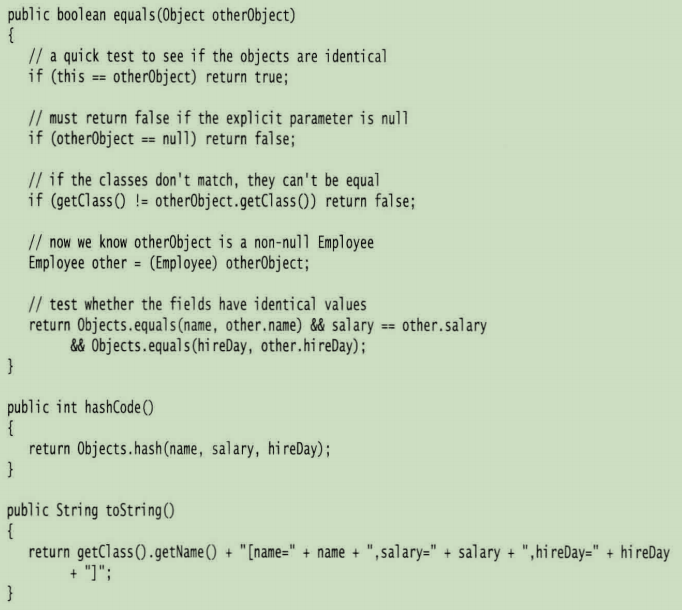 public boolean equals(Object otherObject)
{
// a quick test to see if the objects are identical
if (this == otherObject) return true;
// must return false if the explicit parameter is null
if (otherObject == null) return false;
// if the classes don't match, they can't be equal
if (getClass() != otherObject.getClass()) return false;
// now we know otherObject is a non-null Employee
Employee other = (Employee) otherObject;
// test whether the fields have identical values
return Objects.equals(name, other.name) && salary == other.salary
&& Objects.equals(hireDay, other.hireDay);
}
public int hashCode()
{
return Objects.hash(name, salary, hireDay);
}
public String toString()
{
return getClass().getName() + "[name=" + name + ",salary=" + salary + ",hireDay=" + hireDay
+ "]";
}